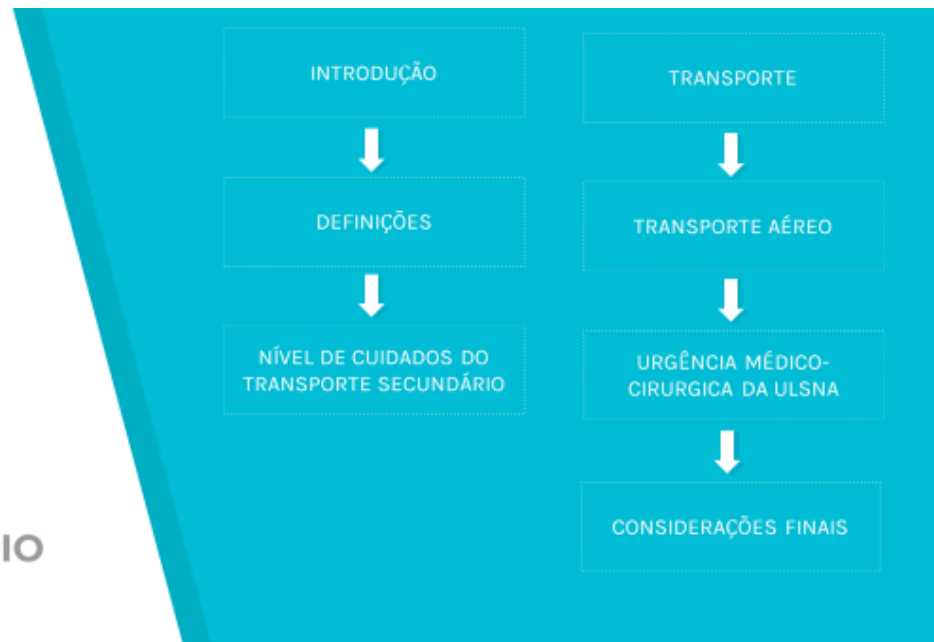 INTRODUÇÃO
DEFINIÇÕES
NÍVEL DE CUIDADOS DO
TRANSPORTE SECUNDÁRIO
TRANSPORTE
TRANSPORTE AÉREO
URGÊNCIA MÉDICO-
CIRURGICA DA ULSNA
CONSIDERAÇÕES FINAIS
IO